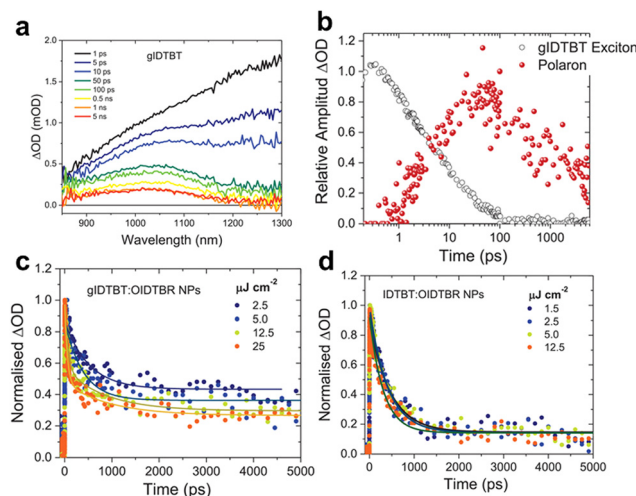 a
gIDTBT
1 ps
5 ps
10 ps
50 ps
100 ps
0.5 ns
1 ns
5 ns
2.0
1.5
1.0
0.5
0.0
ΔOD (mOD)
900 1000 1100 1200 1300
Wavelength (nm)
b
gIDTBT Exciton
Polaron
1.2
1.0
0.8
0.6
0.4
0.2
0.0
Relative Amplitud ΔOD
1 10 100 1000
Time (ps)
c
gIDTBT:OIDTBR NPs
μJ cm-2
2.5
5.0
12.5
25
1.2
1.0
0.8
0.6
0.4
0.2
0.0
Normalised ΔOD
0 1000 2000 3000 4000 5000
Time (ps)
d
IDTBT:OIDTBR NPs
μJ cm-2
1.5
2.5
5.0
12.5
1.2
1.0
0.8
0.6
0.4
0.2
0.0
Normalised ΔOD
0 1000 2000 3000 4000 5000
Time (ps)